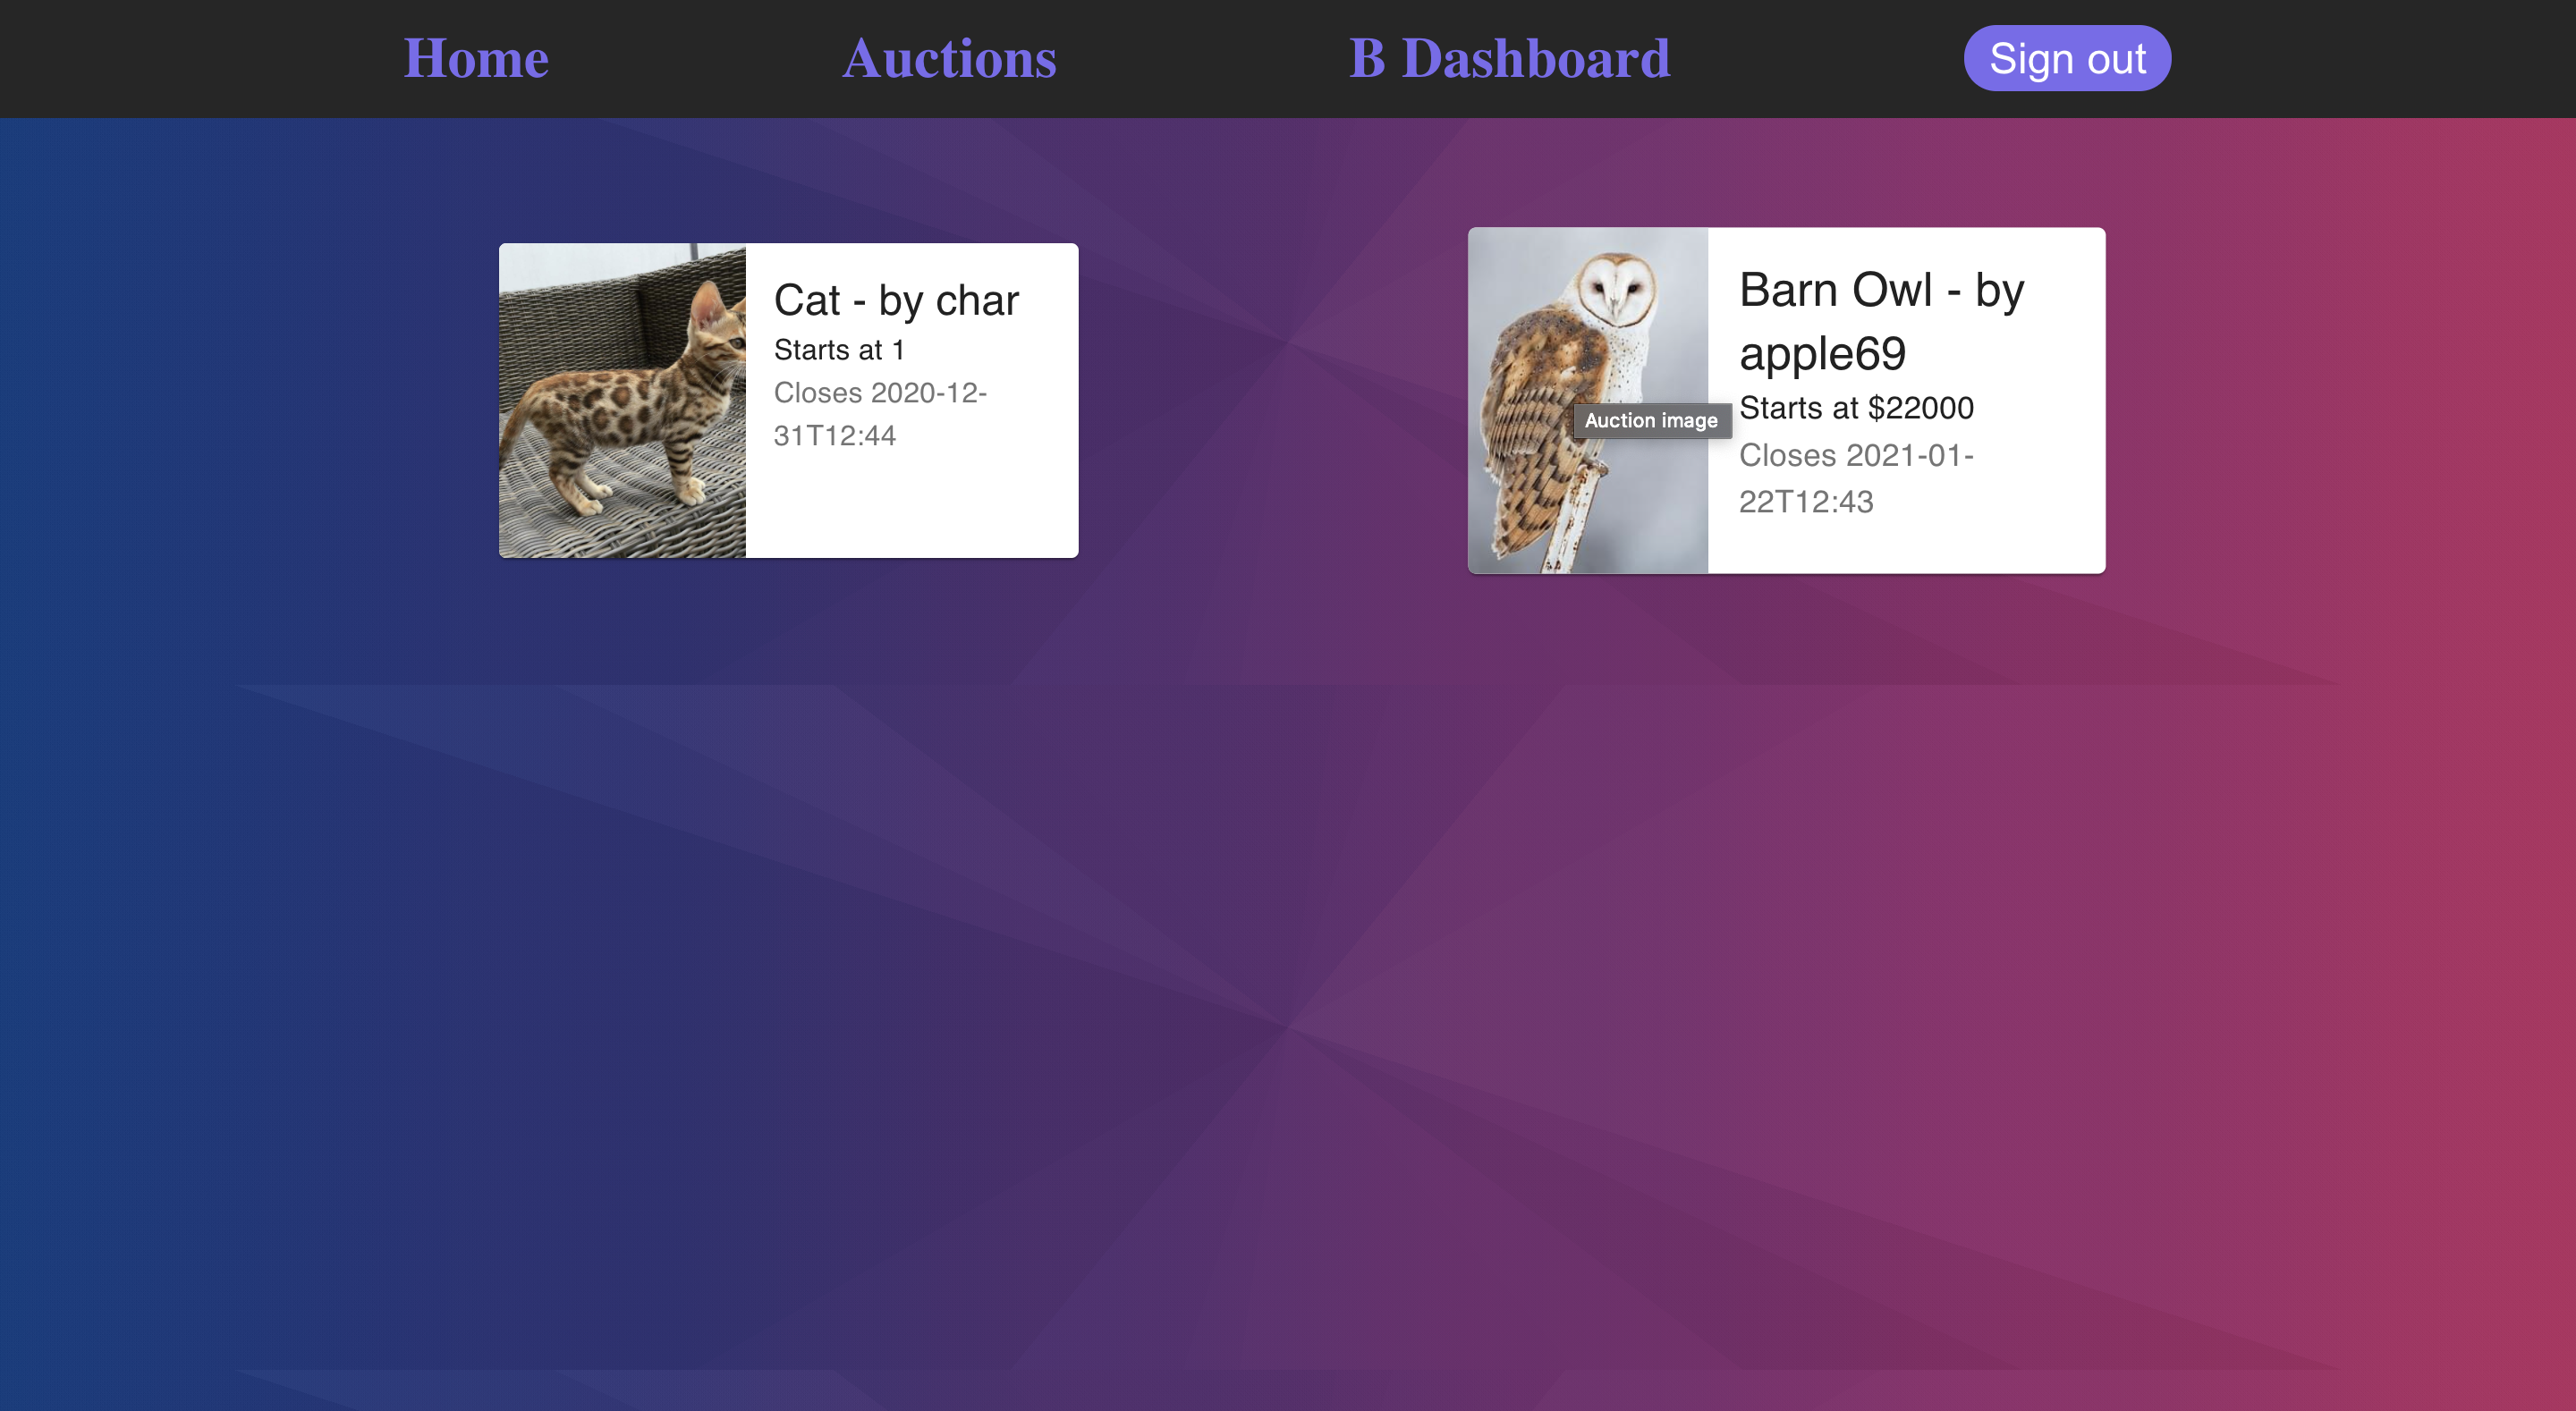 Home Auctions B Dashboard Sign out
Cat - by char
Starts at 1
Closes 2020-12-
31T12:44
Barn Owl - by
apple69
Starts at $22000
Closes 2021-01-
22T12:43
Auction image